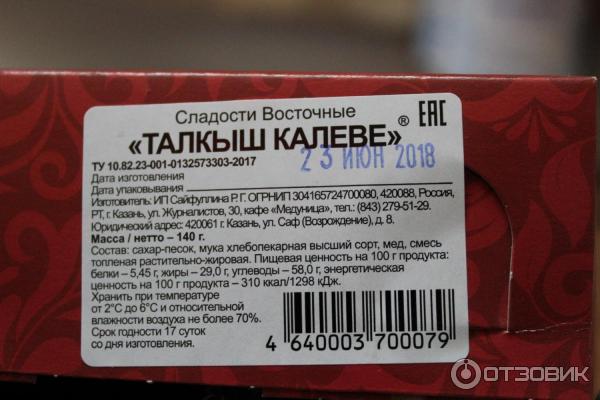 Сладости Восточные
«ТАЛКЫШ КАЛЕВЕ» ® EAC
ТУ 10.82.23-001-0132573303-2017 23 ИЮН 2018
Дата изготовления
Дата упаковывания
Изготовитель: ИП Сайфуллина Р. Г. ОГРНИП 304165724700080, 420088, Россия,
РТ, г. Казань, ул. Журналистов, 30, кафе «Медуница», тел.: (843) 279-51-29.
Юридический адрес: 420061 г. Казань, ул. Саф (Возрождение), д. 8.
Масса / нетто – 140 г.
Состав: сахар-песок, мука хлебопекарная высший сорт, мед, смесь
топленая растительно-жировая. Пищевая ценность на 100 г продукта:
белки – 5,45 г, жиры – 29,0 г, углеводы – 58,0 г, энергетическая
ценность на 100 г продукта – 310 ккал/1298 кДж.
Хранить при температуре
от 2°С до 6°С и относительной
влажности воздуха не более 70%.
Срок годности 17 суток
со дня изготовления.
4 640003 700079
ОТЗОВИК